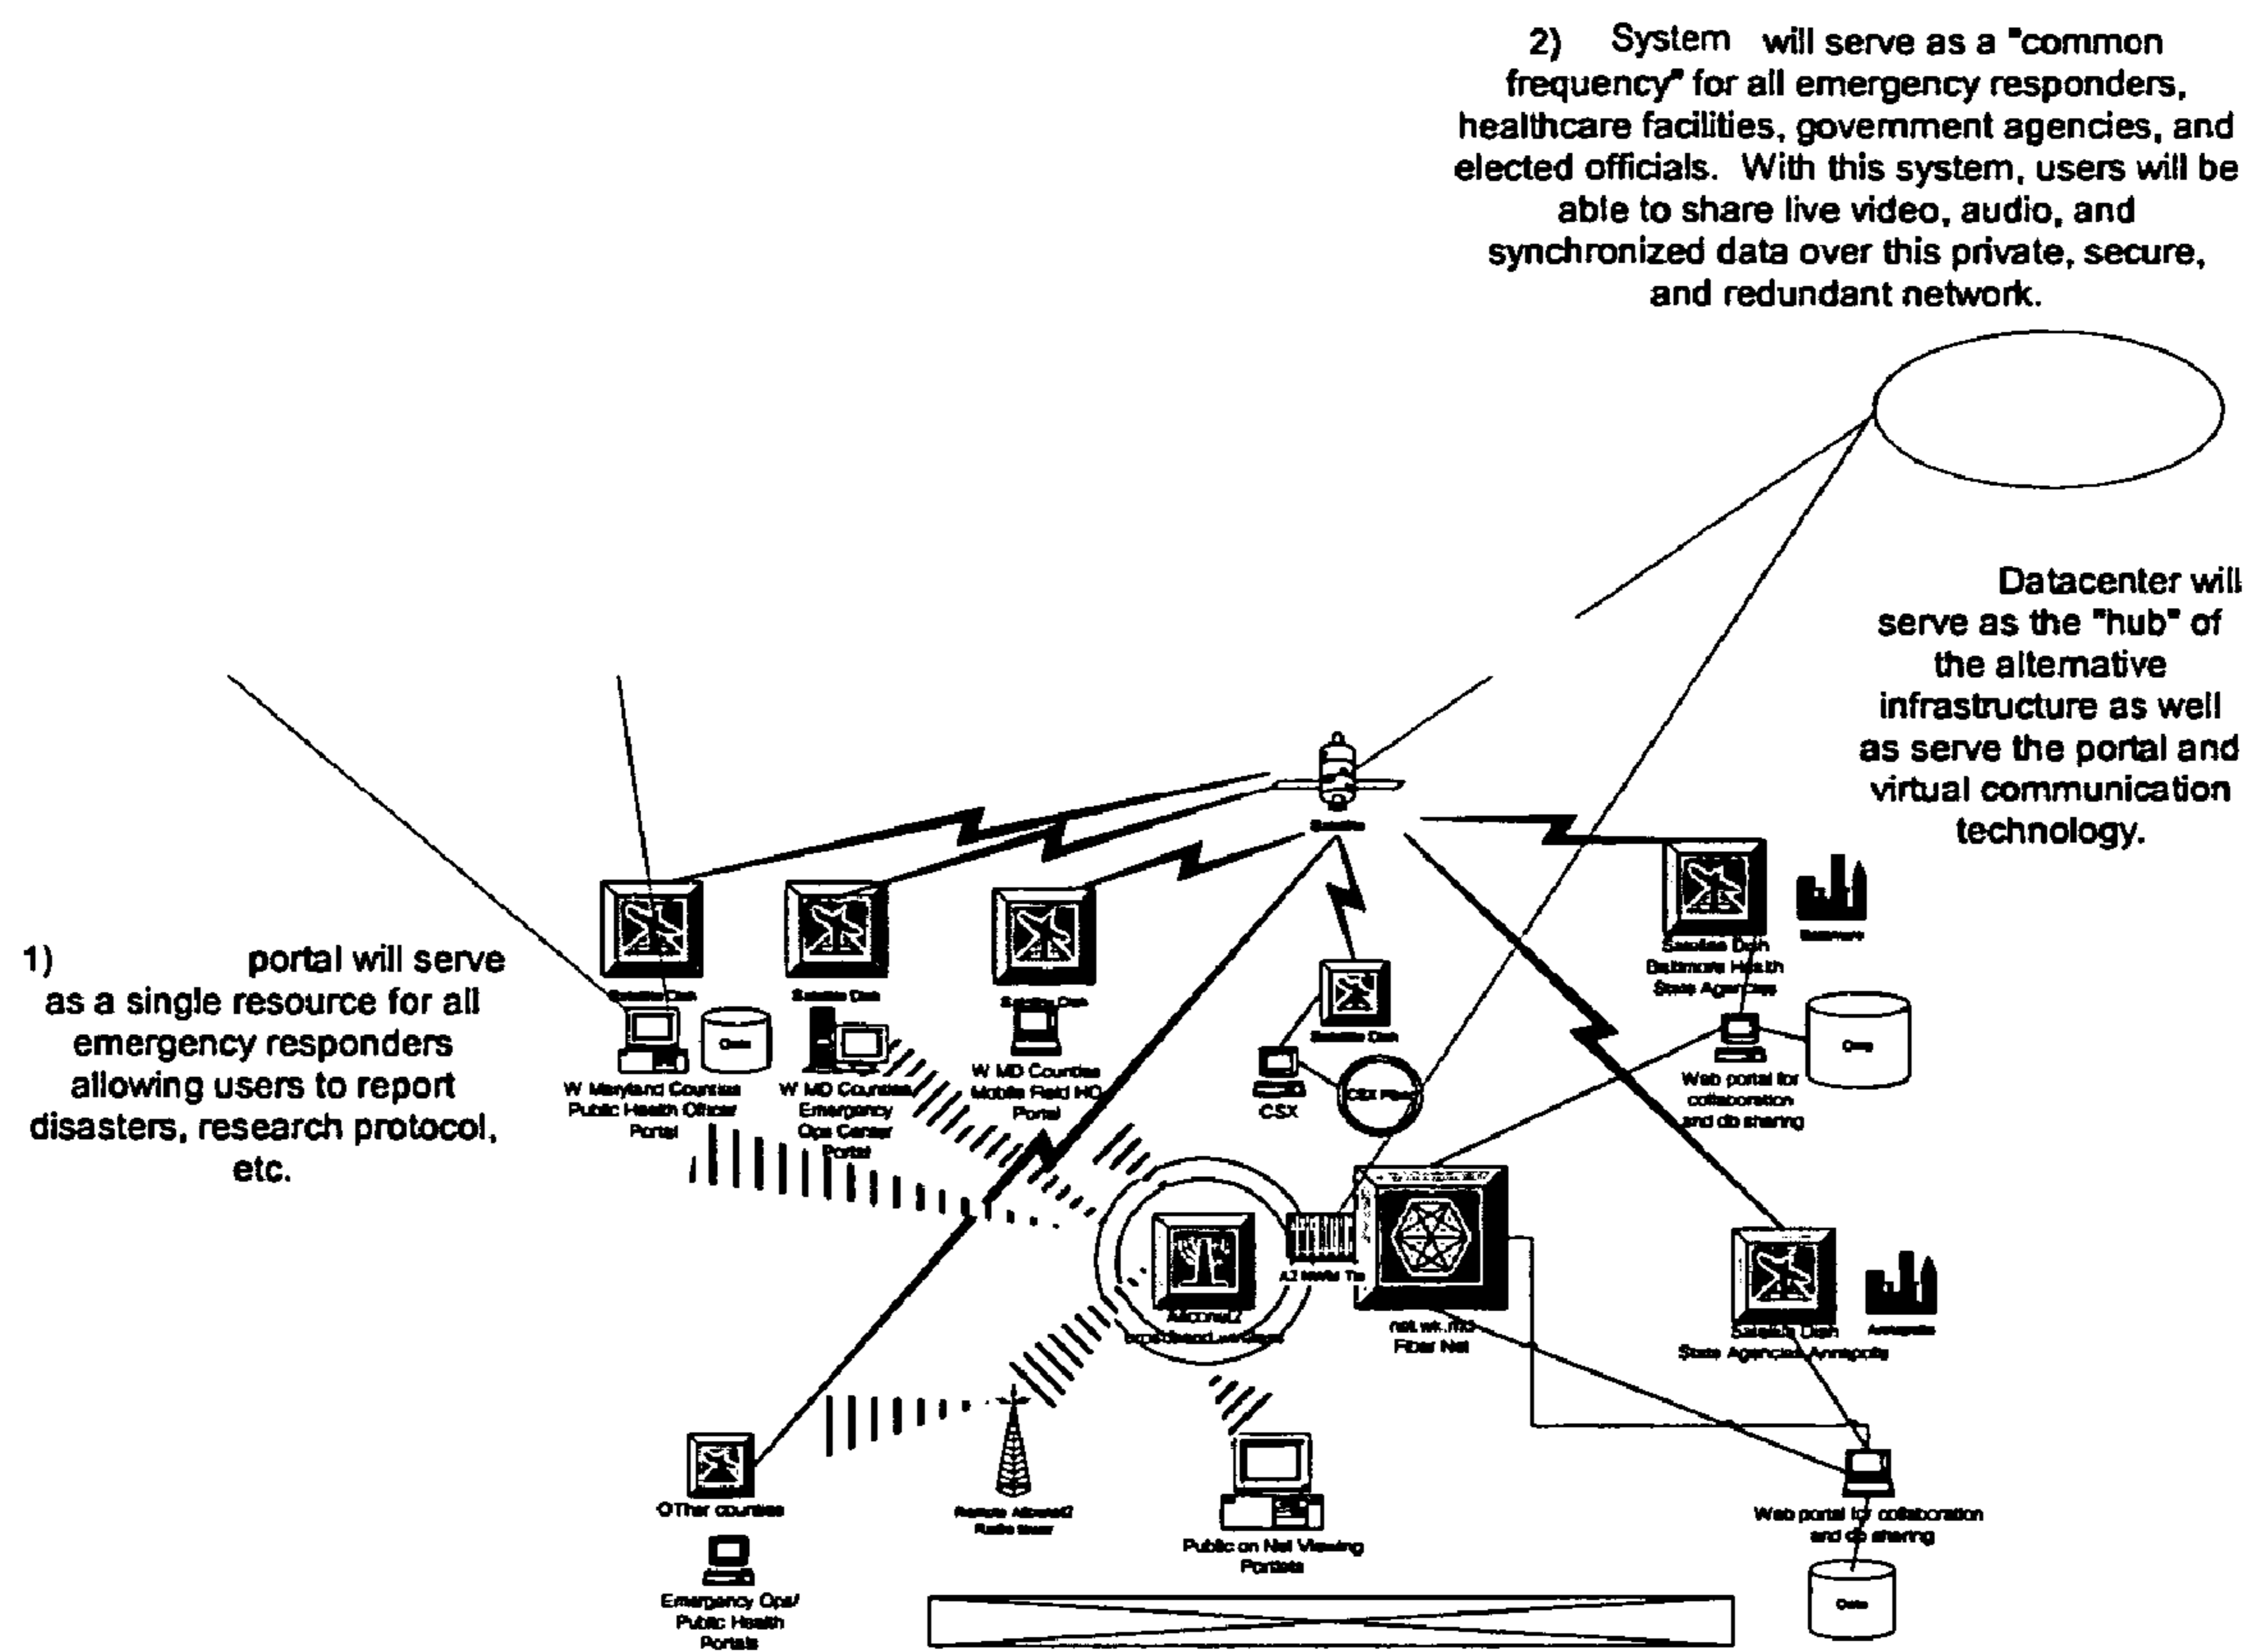 2) System will serve as a "common
frequency" for all emergency responders,
healthcare facilities, government agencies, and
elected officials. With this system, users will be
able to share live video, audio, and
synchronized data over this private, secure,
and redundant network.
Datacenter will
serve as the "hub" of
the alternative
infrastructure as well
as serve the portal and
virtual communication
technology.
1) portal will serve
as a single resource for all
emergency responders
allowing users to report
disasters, research protocol,
etc.
Satellite
Satellite Dish
Satellite Dish
Satellite Dish
Satellite Dish
Data
W Maryland Counties
Public Health Officer
Portal
W MD Counties
Emergency
Ops Center
Portal
W MD Counties
Mobile Field HQ
Portal
CSX
CSX Fiber
Satellite Dish
Baltimore Health
State Agencies
Baltimore
Data
Web portal for
collaboration
and db sharing
Fiber Net
Satellite Dish
State Agencies Annapolis
Annapolis
OTher counties
Emergency Ops/
Public Health
Portals
Radio tower
Public on Net Viewing
Portlets
Web portal for collaboration
and db sharing
Data